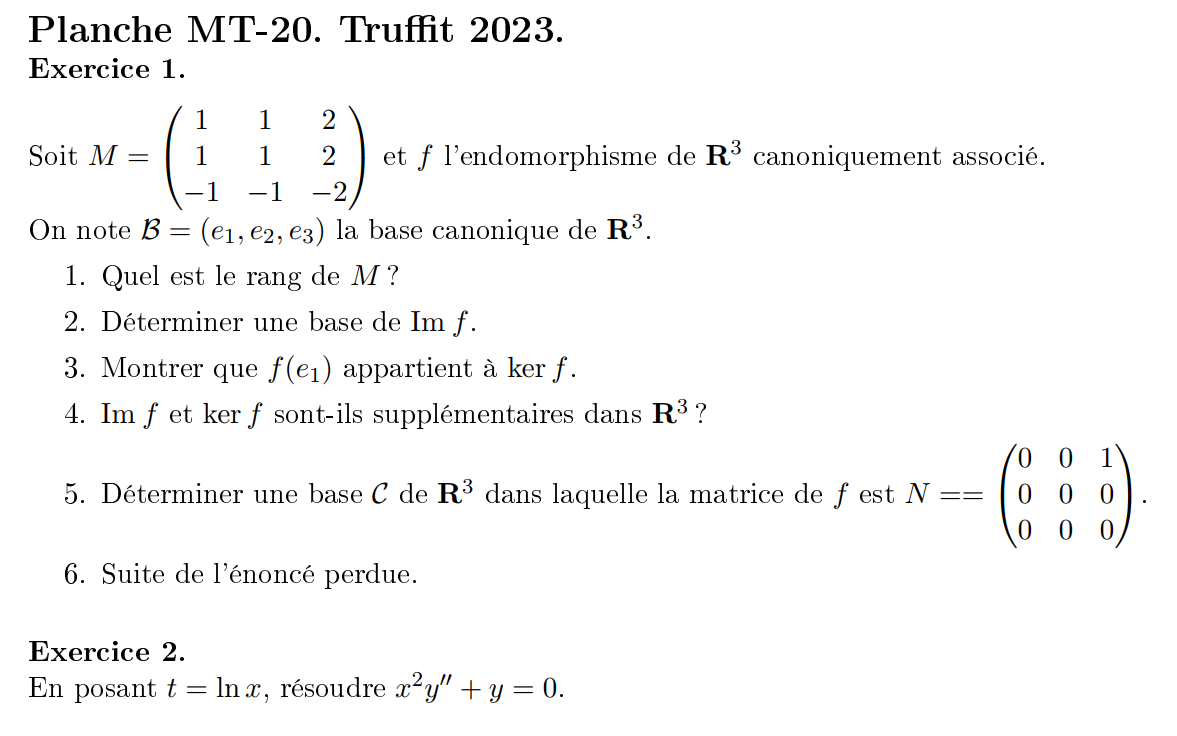 Planche MT-20. Truffit 2023.
Exercice 1.
Soit $M = \begin{pmatrix} 1 & 1 & 2 \\ 1 & 1 & 2 \\ -1 & -1 & -2 \end{pmatrix}$ et $f$ l'endomorphisme de $\mathbf{R}^3$ canoniquement associé.
On note $\mathcal{B} = (e_1, e_2, e_3)$ la base canonique de $\mathbf{R}^3$.
1. Quel est le rang de $M$ ?
2. Déterminer une base de $\operatorname{Im} f$.
3. Montrer que $f(e_1)$ appartient à $\ker f$.
4. $\operatorname{Im} f$ et $\ker f$ sont-ils supplémentaires dans $\mathbf{R}^3$ ?
5. Déterminer une base $\mathcal{C}$ de $\mathbf{R}^3$ dans laquelle la matrice de $f$ est $N == \begin{pmatrix} 0 & 0 & 1 \\ 0 & 0 & 0 \\ 0 & 0 & 0 \end{pmatrix}$.
6. Suite de l'énoncé perdue.
Exercice 2.
En posant $t = \ln x$, résoudre $x^2 y'' + y = 0$.